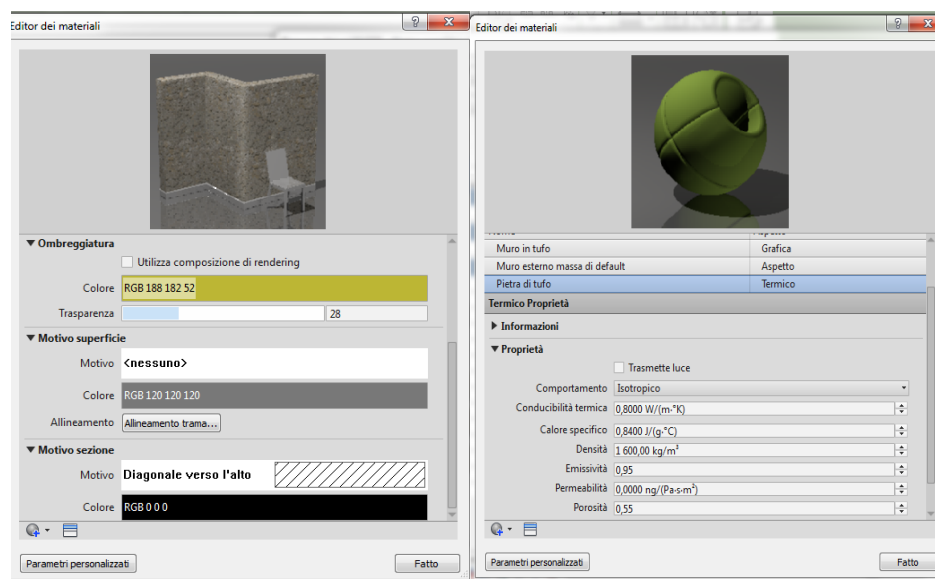 Editor dei materiali
▼ Ombreggiatura
Utilizza composizione di rendering
Colore RGB 188 182 52
Trasparenza 28
▼ Motivo superficie
Motivo <nessuno>
Colore RGB 120 120 120
Allineamento Allineamento trama...
▼ Motivo sezione
Motivo Diagonale verso l'alto
Colore RGB 0 0 0
Parametri personalizzati Fatto
Editor dei materiali
Muro in tufo Grafica
Muro esterno massa di default Aspetto
Pietra di tufo Termico
Termico Proprietà
▶ Informazioni
▼ Proprietà
Trasmette luce
Comportamento Isotropico
Conducibilità termica 0,8000 W/(m·°K)
Calore specifico 0,8400 J/(g·°C)
Densità 1 600,00 kg/m³
Emissività 0,95
Permeabilità 0,0000 ng/(Pa·s·m²)
Porosità 0,55
Parametri personalizzati Fatto